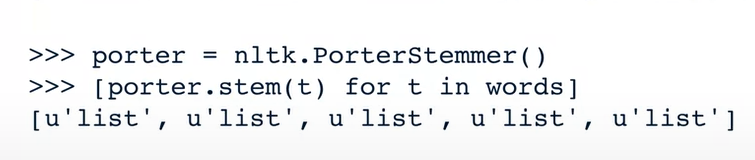 >>> porter = nltk.PorterStemmer()
>>> [porter.stem(t) for t in words]
[u'list', u'list', u'list', u'list', u'list']